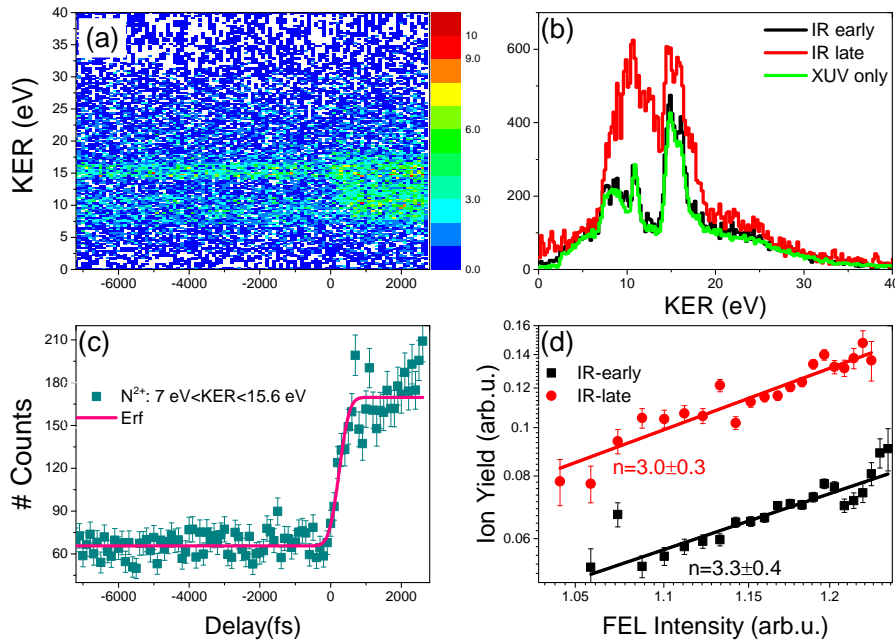 (a)
KER (eV)
40
35
30
25
20
15
10
5
0
-6000
-4000
-2000
0
2000
10
9.0
6.0
3.0
0.0
(b)
IR early
IR late
XUV only
600
400
200
0
0
10
20
30
40
KER (eV)
(c)
# Counts
210
180
150
120
90
60
N2+: 7 eV<KER<15.6 eV
Erf
-6000
-4000
-2000
0
2000
Delay(fs)
(d)
Ion Yield (arb.u.)
0.16
0.14
0.12
0.1
0.08
0.06
IR-early
IR-late
n=3.0±0.3
n=3.3±0.4
1.05
1.1
1.15
1.2
FEL Intensity (arb.u.)